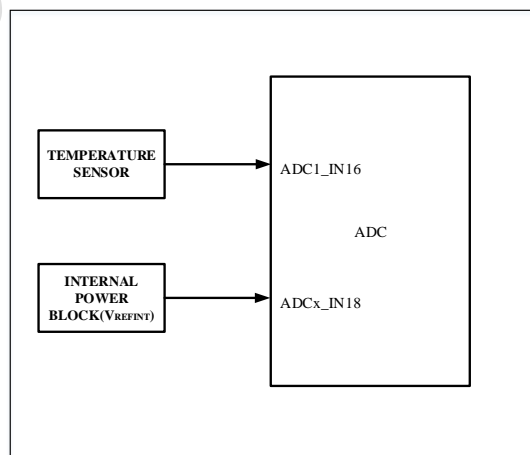 TEMPERATURE
SENSOR
ADC1_IN16
ADC
INTERNAL
POWER
BLOCK(VREFINT)
ADCx_IN18